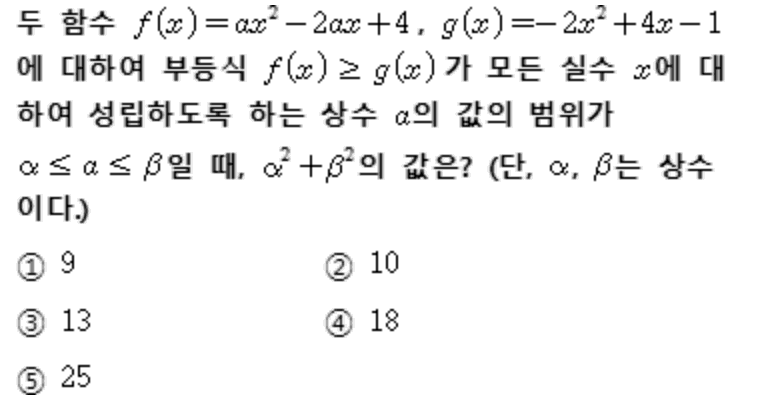 두 함수 f(x)=ax²-2ax+4, g(x)=-2x²+4x-1
에 대하여 부등식 f(x)≥g(x)가 모든 실수 x에 대
하여 성립하도록 하는 상수 a의 값의 범위가
α≤a≤β일 때, α²+β²의 값은? (단, α, β는 상수
이다.)
① 9 ② 10
③ 13 ④ 18
⑤ 25